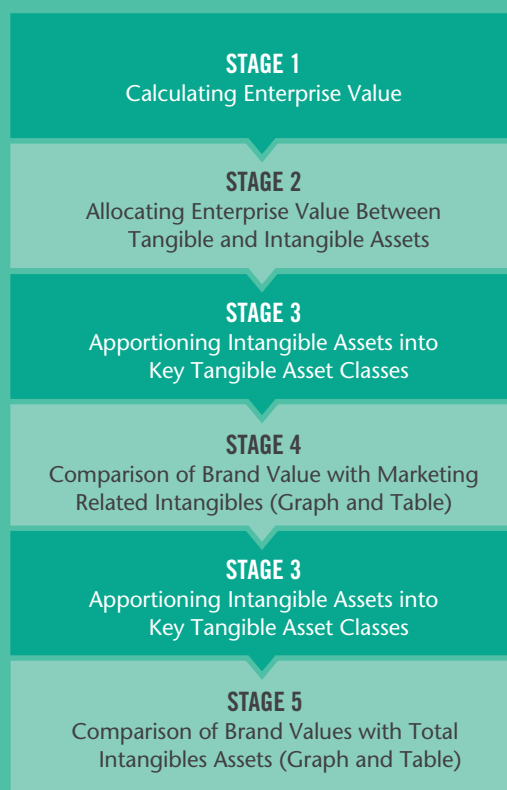 STAGE 1
Calculating Enterprise Value
STAGE 2
Allocating Enterprise Value Between
Tangible and Intangible Assets
STAGE 3
Apportioning Intangible Assets into
Key Tangible Asset Classes
STAGE 4
Comparison of Brand Value with Marketing
Related Intangibles (Graph and Table)
STAGE 3
Apportioning Intangible Assets into
Key Tangible Asset Classes
STAGE 5
Comparison of Brand Values with Total
Intangibles Assets (Graph and Table)